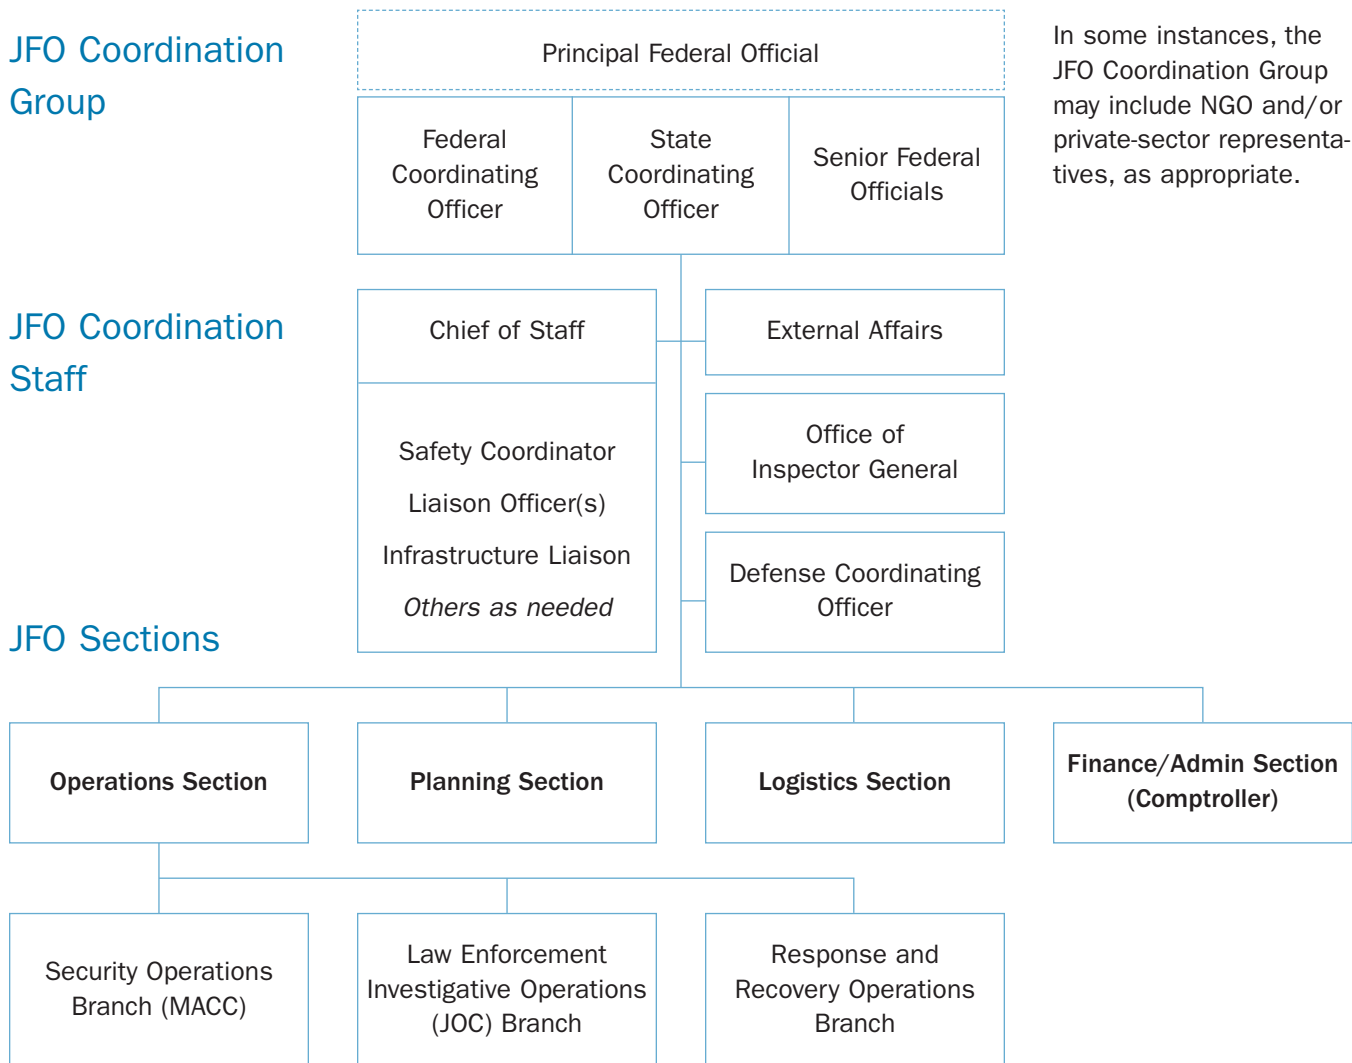 JFO Coordination
Group
Principal Federal Official
In some instances, the
JFO Coordination Group
may include NGO and/or
private-sector representa-
tives, as appropriate.
Federal
Coordinating
Officer
State
Coordinating
Officer
Senior Federal
Officials
JFO Coordination
Staff
Chief of Staff
External Affairs
Safety Coordinator
Liaison Officer(s)
Infrastructure Liaison
Others as needed
Office of
Inspector General
Defense Coordinating
Officer
JFO Sections
Operations Section
Planning Section
Logistics Section
Finance/Admin Section
(Comptroller)
Security Operations
Branch (MACC)
Law Enforcement
Investigative Operations
(JOC) Branch
Response and
Recovery Operations
Branch